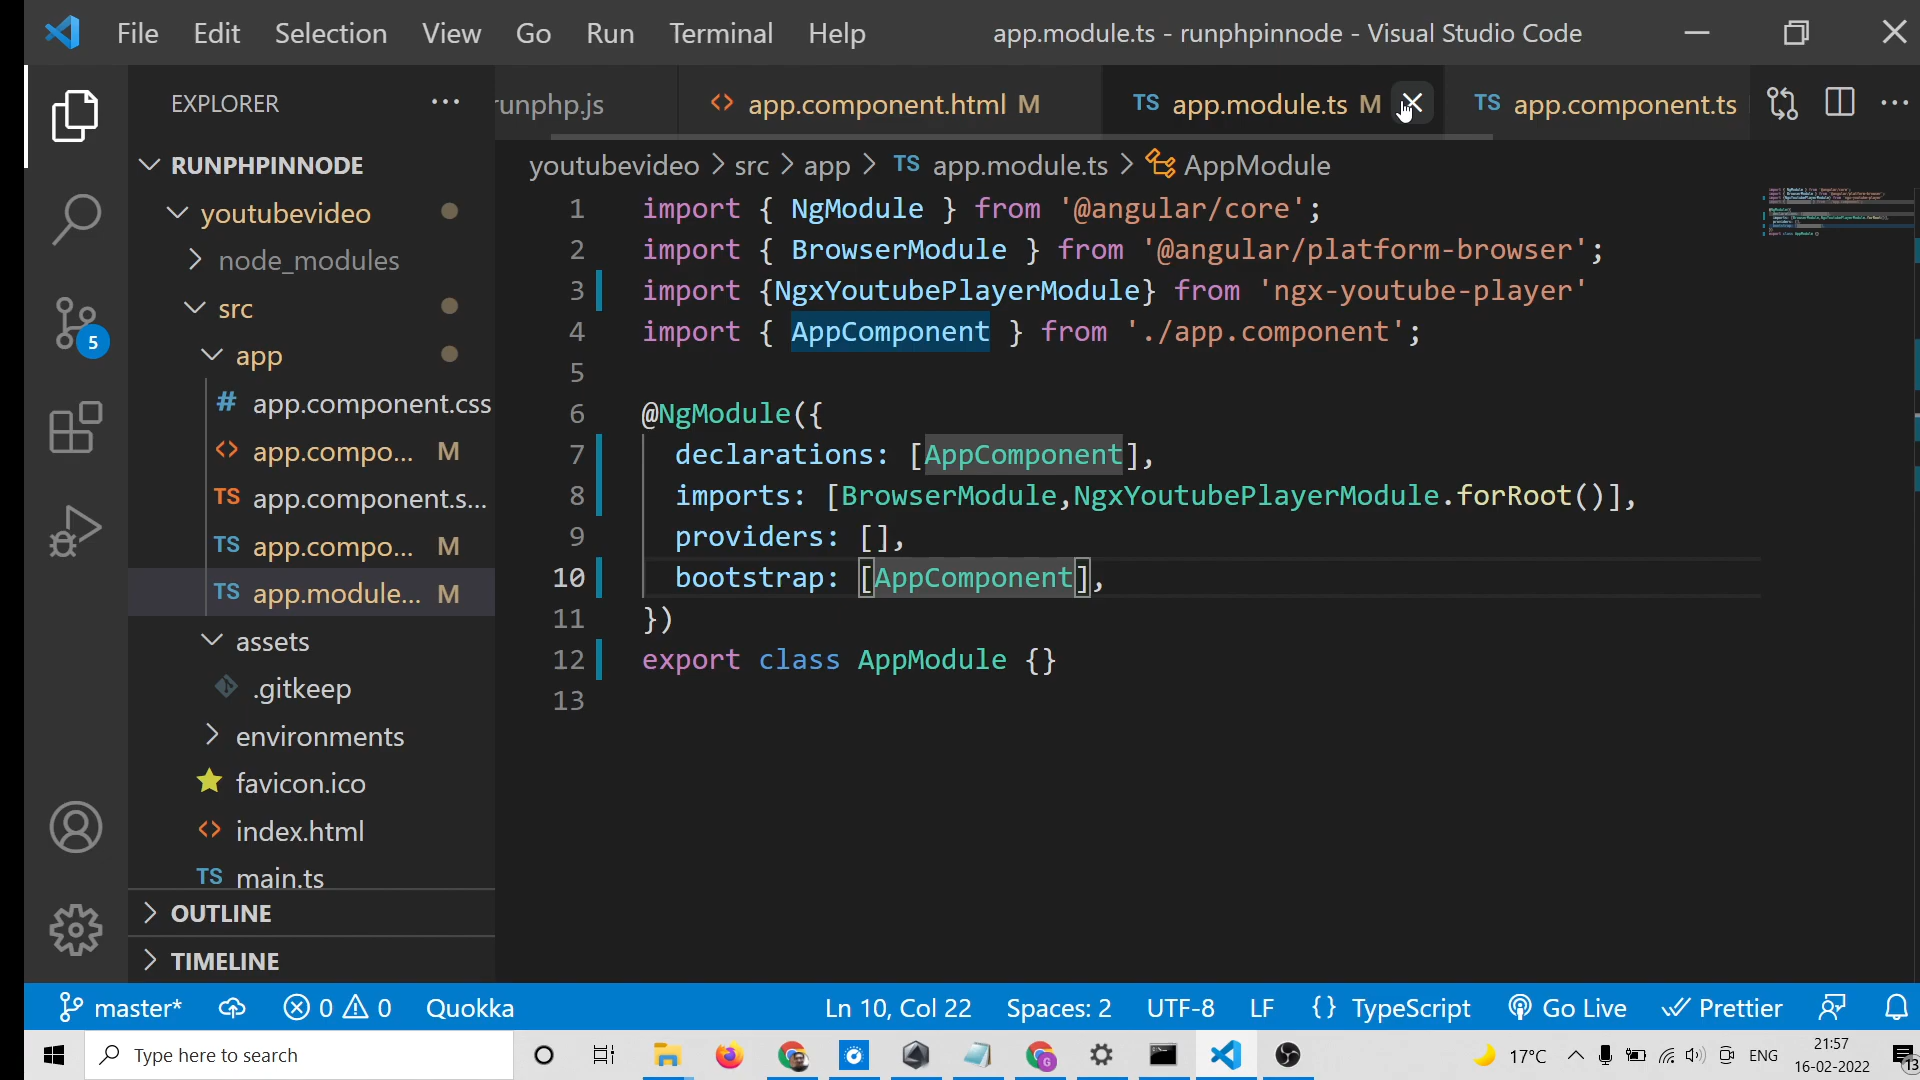 File Edit Selection View Go Run Terminal Help app.module.ts - runphpinnode - Visual Studio Code
EXPLORER
runphp.js app.component.html M TS app.module.ts M TS app.component.ts
RUNPHPINNODE
youtubevideo
node_modules
src
app
# app.component.css
app.compo... M
TS app.component.s...
TS app.compo... M
TS app.module... M
assets
.gitkeep
environments
favicon.ico
index.html
TS main.ts
OUTLINE
TIMELINE
5
youtubevideo > src > app > TS app.module.ts > AppModule
1 import { NgModule } from '@angular/core';
2 import { BrowserModule } from '@angular/platform-browser';
3 import {NgxYoutubePlayerModule} from 'ngx-youtube-player'
4 import { AppComponent } from './app.component';
5
6 @NgModule({
7 declarations: [AppComponent],
8 imports: [BrowserModule,NgxYoutubePlayerModule.forRoot()],
9 providers: [],
10 bootstrap: [AppComponent],
11 })
12 export class AppModule {}
13
master* 0 0 Quokka Ln 10, Col 22 Spaces: 2 UTF-8 LF {} TypeScript Go Live Prettier
Type here to search 17°C ENG 21:57
16-02-2022 13